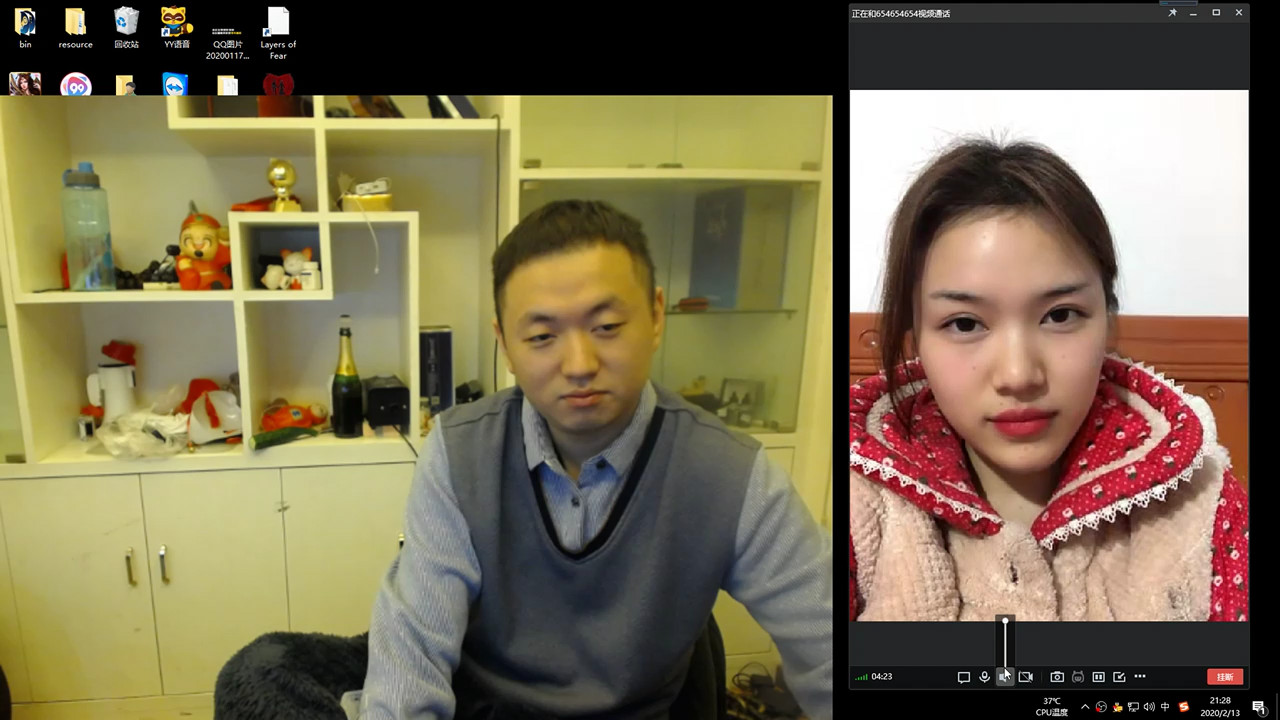 正在和654654654视频通话
bin
resource
回收站
YY语音
QQ图片
20200117...
Layers of
Fear
04:23
挂断
37℃
CPU温度
中
21:28
2020/2/13
1